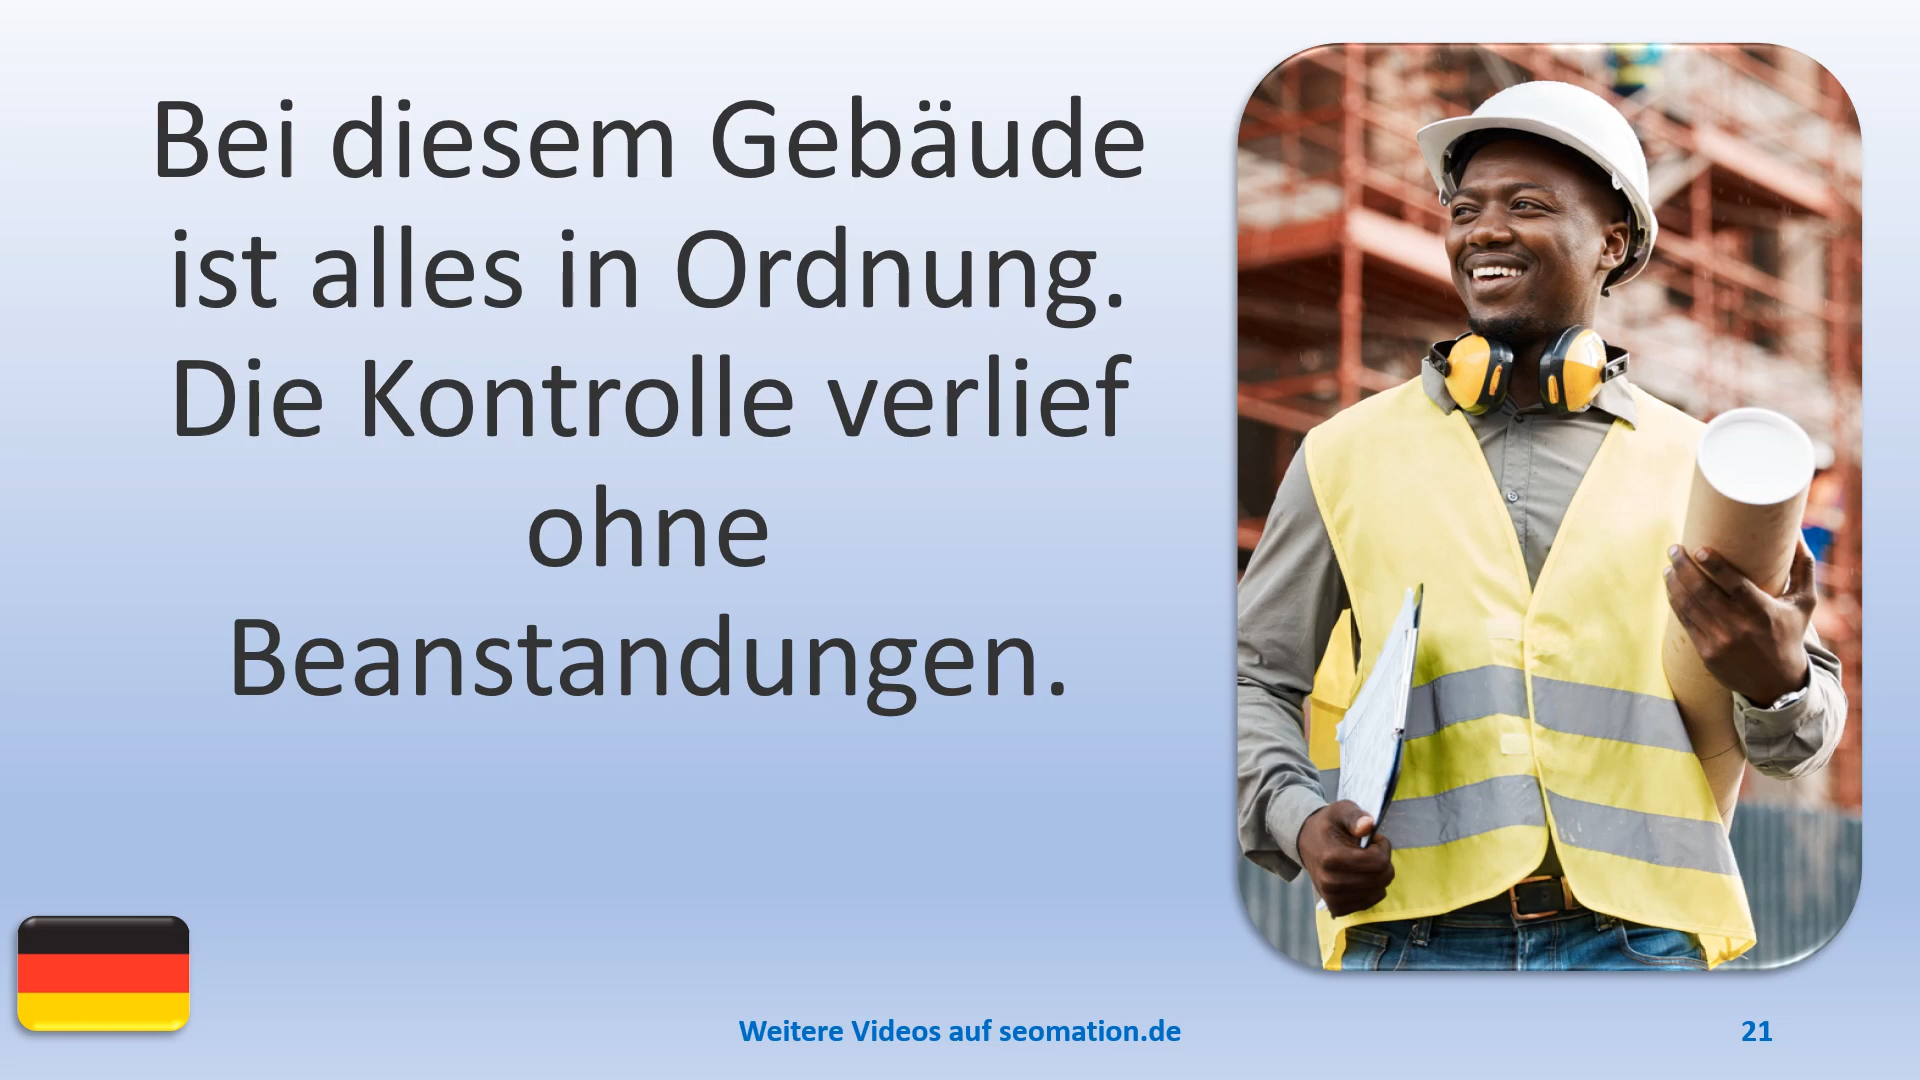 Bei diesem Gebäude
ist alles in Ordnung.
Die Kontrolle verlief
ohne
Beanstandungen.
Weitere Videos auf seomation.de
21